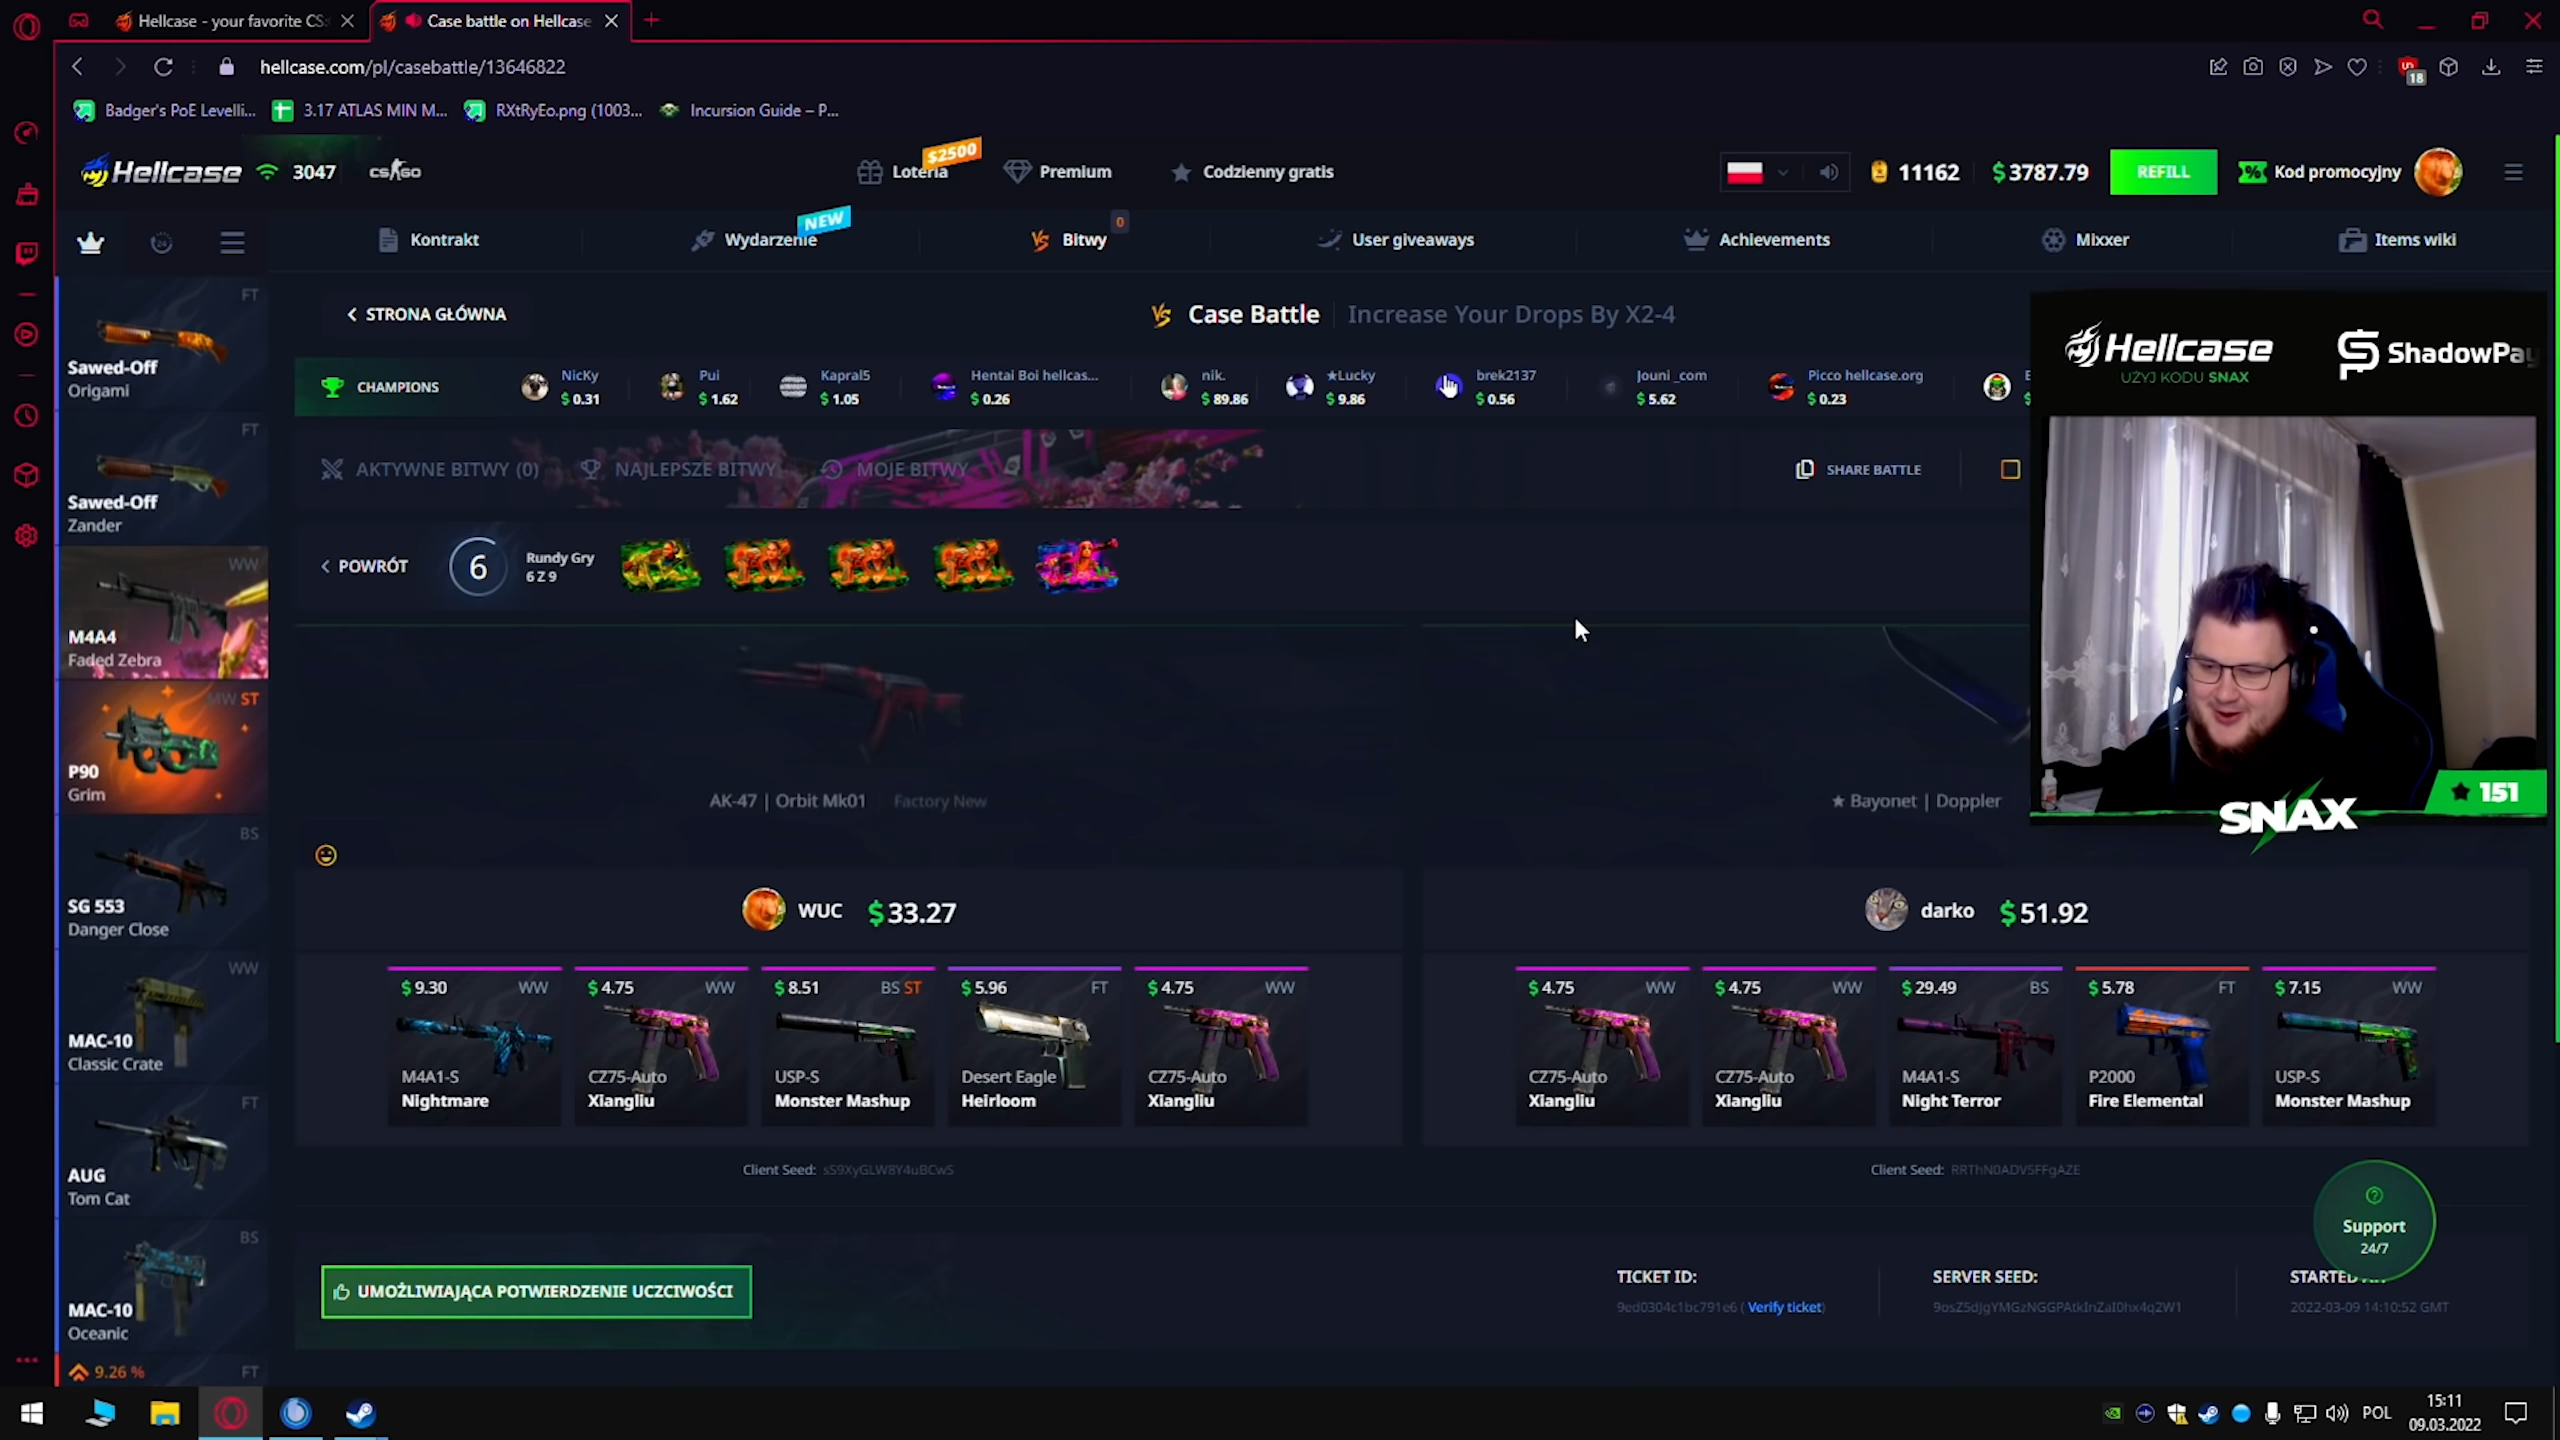 Hellcase - your favorite CS:
Case battle on Hellcase
hellcase.com/pl/casebattle/13646822
18
Badger's PoE Levelli...
3.17 ATLAS MIN M...
RXtRyEo.png (1003...
Incursion Guide – P...
Hellcase
3047
CS:GO
Loteria
$2500
Premium
Codzienny gratis
11162
$3787.79
REFILL
Kod promocyjny
24
Kontrakt
Wydarzenie
NEW
Bitwy
0
User giveaways
Achievements
Mixxer
Items wiki
FT
Sawed-Off
Origami
FT
Sawed-Off
Zander
WW
M4A4
Faded Zebra
MW ST
P90
Grim
BS
SG 553
Danger Close
WW
MAC-10
Classic Crate
FT
AUG
Tom Cat
BS
MAC-10
Oceanic
9.26 %
FT
STRONA GŁÓWNA
VS
Case Battle
Increase Your Drops By X2-4
CHAMPIONS
NicKy
$ 0.31
Pui
$ 1.62
Kapral5
$ 1.05
Hentai Boi hellcas...
$ 0.26
nik.
$ 89.86
★Lucky
$ 9.86
brek2137
$ 0.56
Jouni _com
$ 5.62
Picco hellcase.org
$ 0.23
AKTYWNE BITWY (0)
NAJLEPSZE BITWY
MOJE BITWY
SHARE BATTLE
POWRÓT
6
Rundy Gry
6 Z 9
AK-47 | Orbit Mk01
Factory New
★ Bayonet | Doppler
WUC
$33.27
darko
$51.92
$ 9.30 WW
M4A1-S
Nightmare
$ 4.75 WW
CZ75-Auto
Xiangliu
$ 8.51 BS ST
USP-S
Monster Mashup
$ 5.96 FT
Desert Eagle
Heirloom
$ 4.75 WW
CZ75-Auto
Xiangliu
$ 4.75 WW
CZ75-Auto
Xiangliu
$ 4.75 WW
CZ75-Auto
Xiangliu
$ 29.49 BS
M4A1-S
Night Terror
$ 5.78 FT
P2000
Fire Elemental
$ 7.15 WW
USP-S
Monster Mashup
Client Seed: sS9XyGLW8Y4uBCwS
Client Seed: RRThN0ADV5FFgAZE
UMOŻLIWIAJĄCA POTWIERDZENIE UCZCIWOŚCI
TICKET ID:
9ed0304c1bc791e6 ( Verify ticket)
SERVER SEED:
STARTED
2022-03-09 14:10:52 GMT
Support
24/7
Hellcase
UŻYJ KODU SNAX
ShadowPay
SNAX
151
POL
15:11
09.03.2022